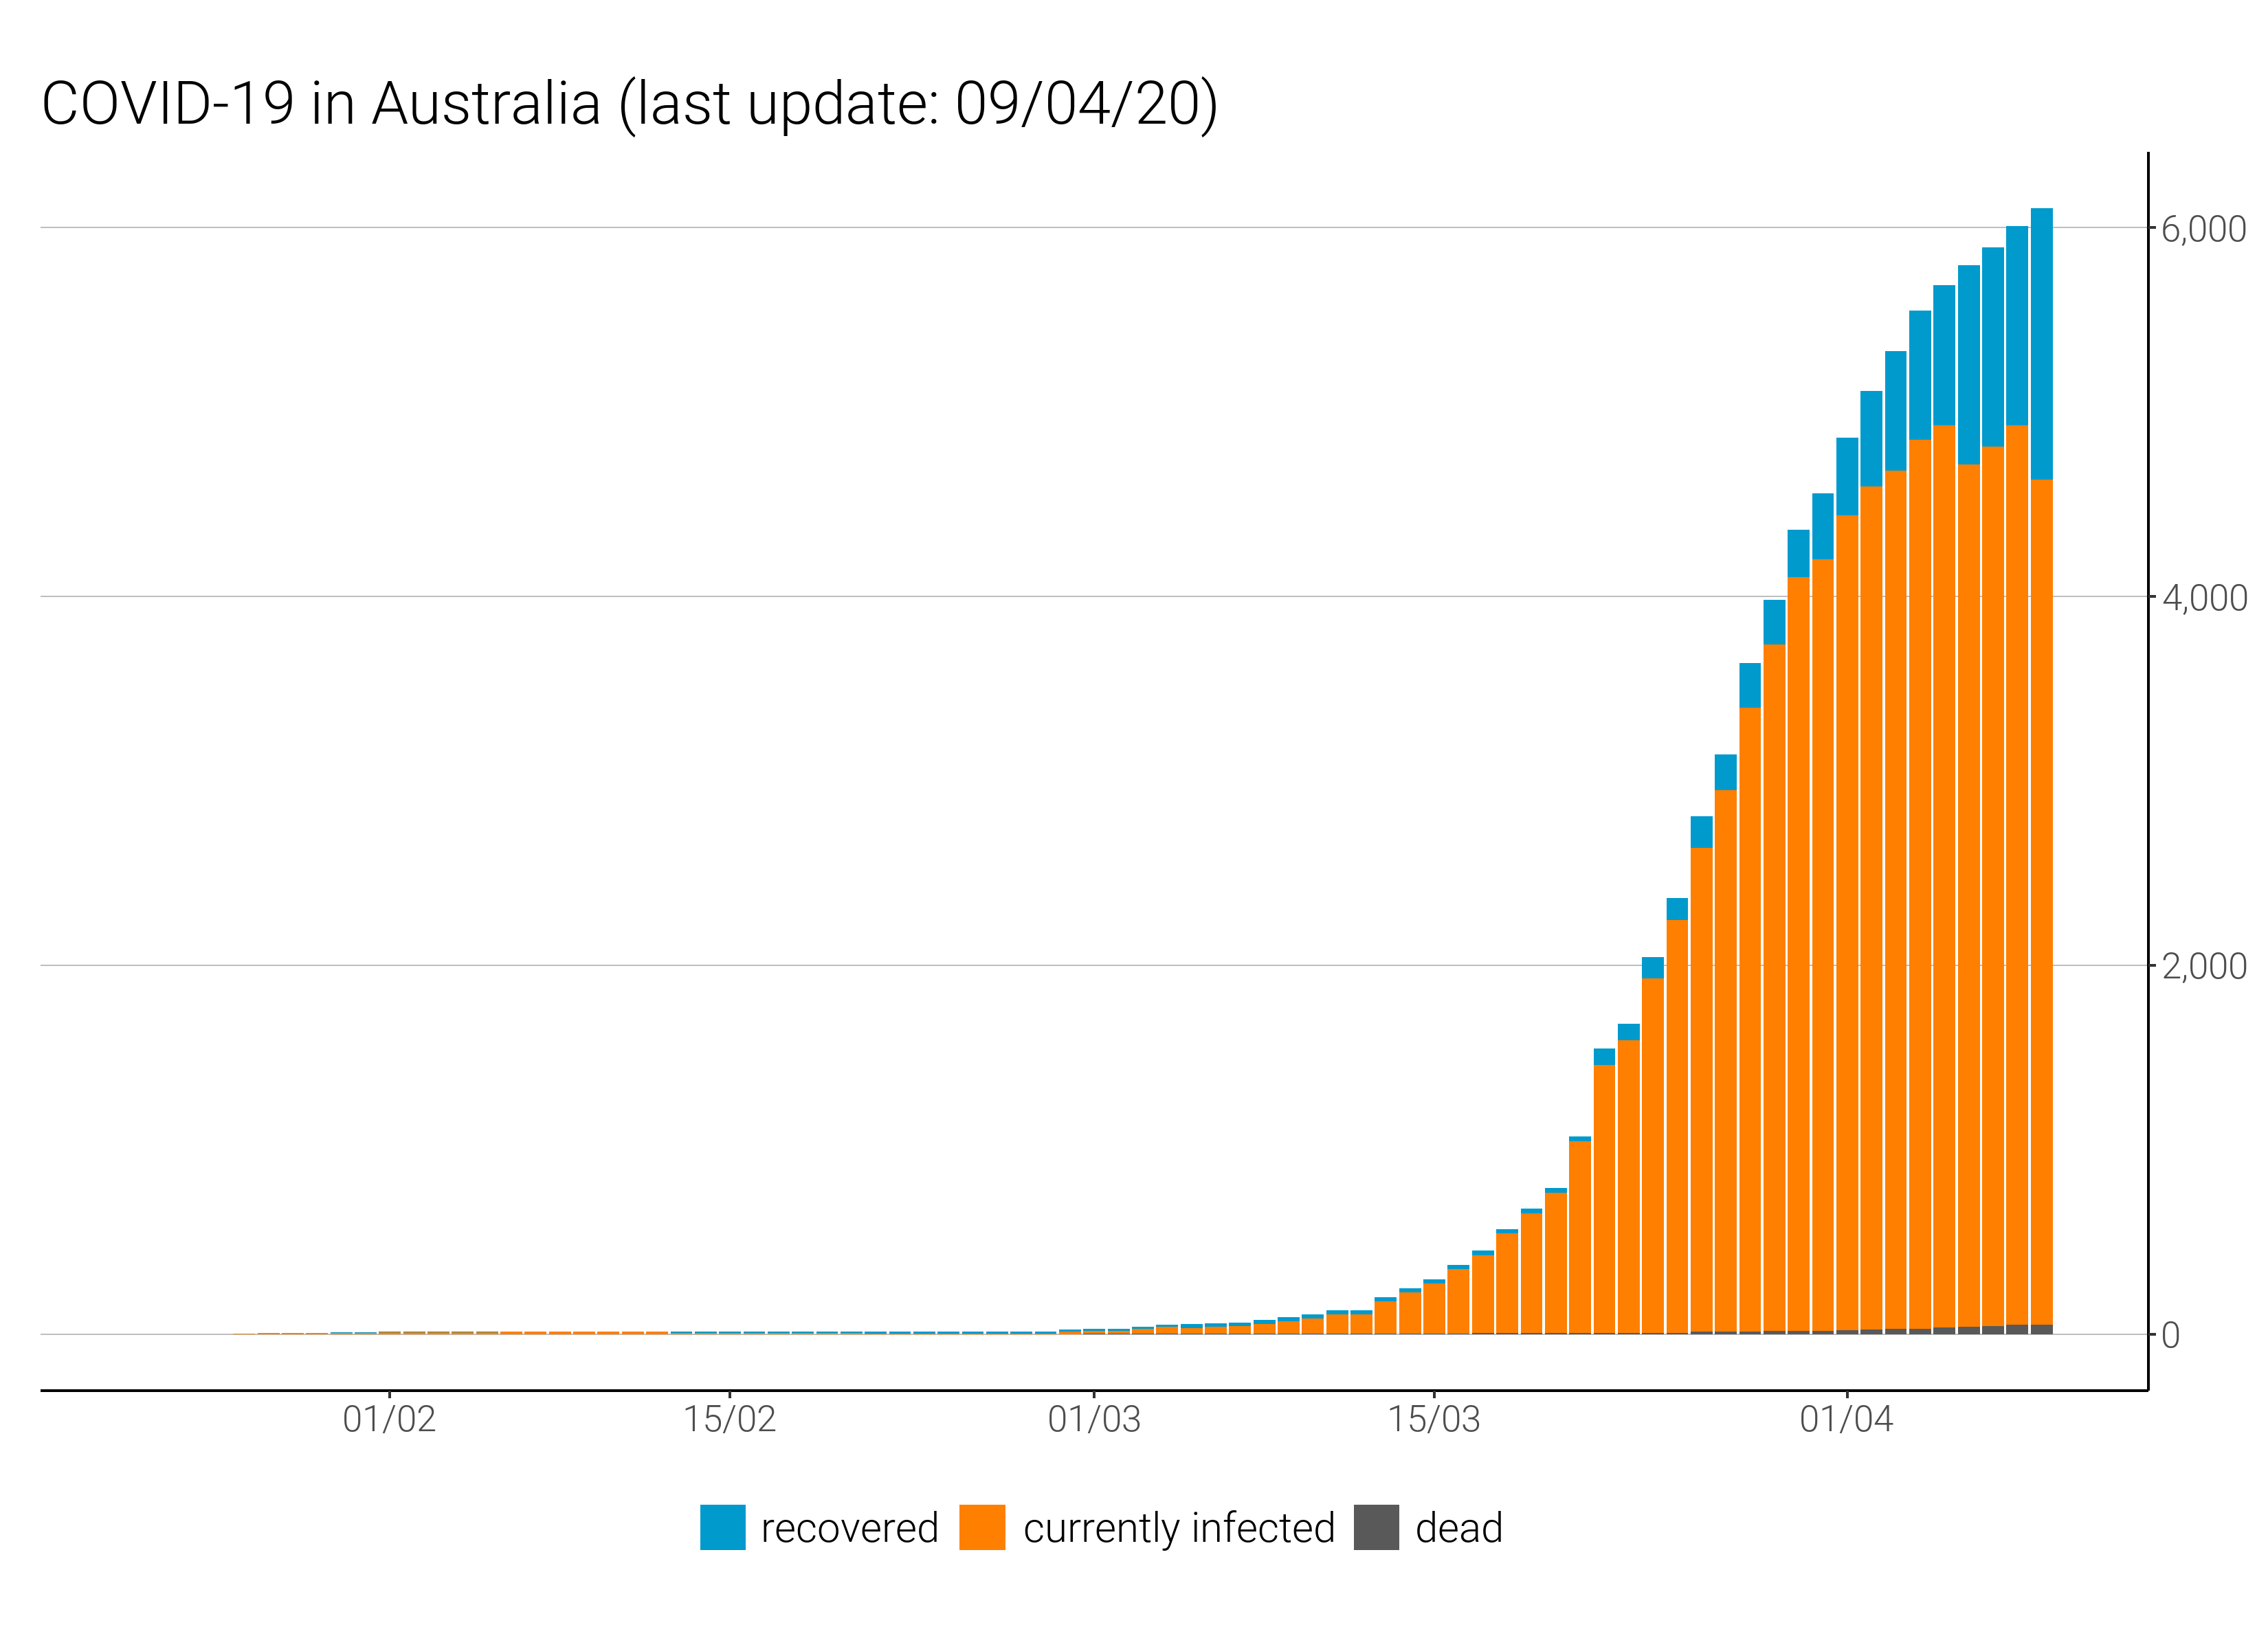 COVID-19 in Australia (last update: 09/04/20)
6,000
4,000
2,000
0
01/02 15/02 01/03 15/03 01/04
recovered currently infected dead